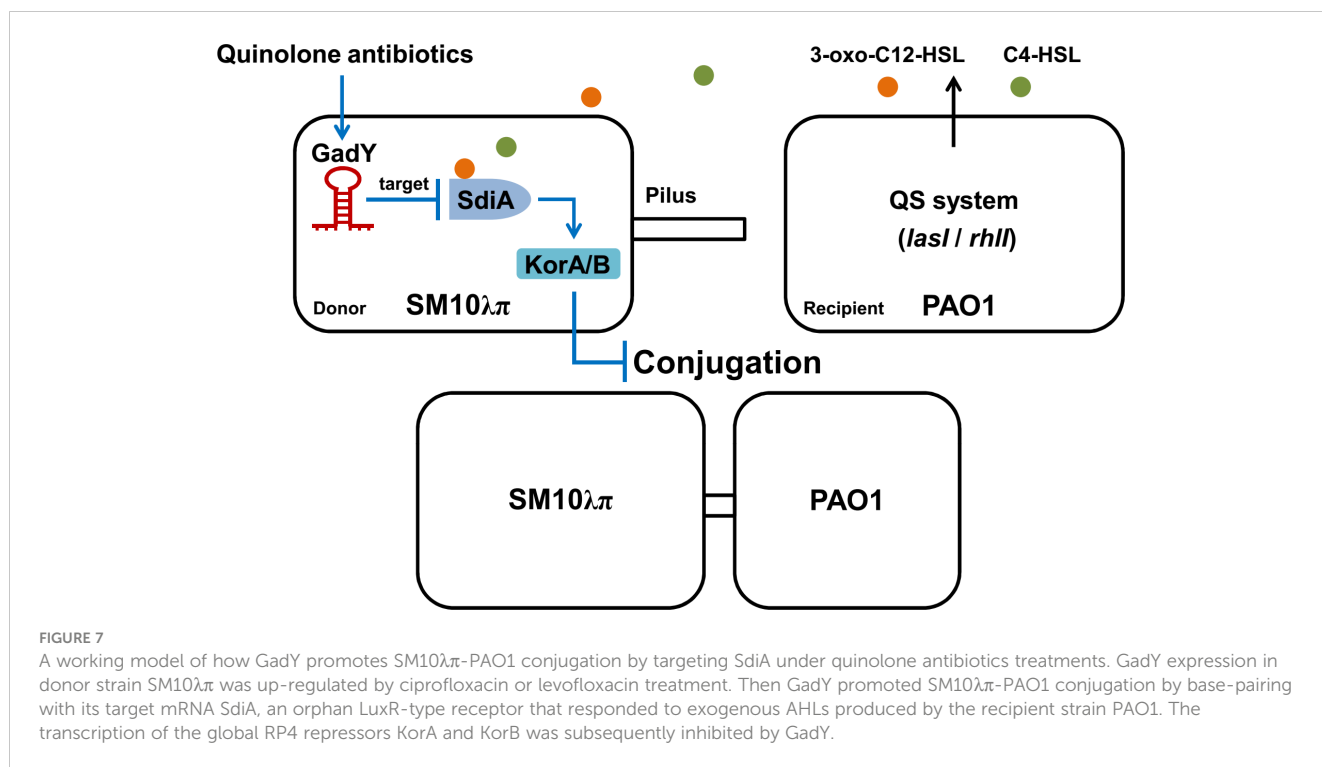 Quinolone antibiotics
3-oxo-C12-HSL C4-HSL
GadY
target
SdiA
Pilus
QS system
(lasI / rhlI)
KorA/B
Donor SM10λπ
Recipient PAO1
Conjugation
SM10λπ
PAO1
FIGURE 7
A working model of how GadY promotes SM10λπ-PAO1 conjugation by targeting SdiA under quinolone antibiotics treatments. GadY expression in
donor strain SM10λπ was up-regulated by ciprofloxacin or levofloxacin treatment. Then GadY promoted SM10λπ-PAO1 conjugation by base-pairing
with its target mRNA SdiA, an orphan LuxR-type receptor that responded to exogenous AHLs produced by the recipient strain PAO1. The
transcription of the global RP4 repressors KorA and KorB was subsequently inhibited by GadY.